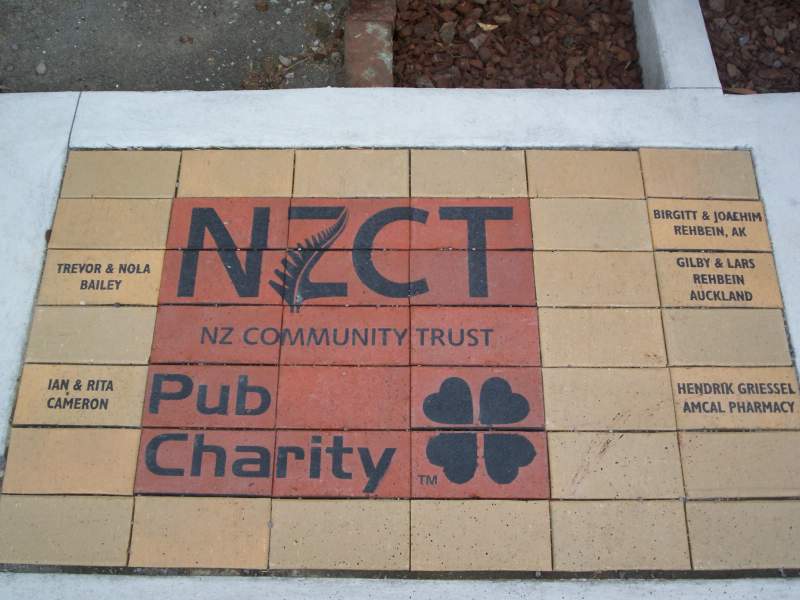 NZCT
NZ COMMUNITY TRUST
Pub
Charity
TM
TREVOR & NOLA
BAILEY
IAN & RITA
CAMERON
BIRGITT & JOACHIM
REHBEIN, AK
GILBY & LARS
REHBEIN
AUCKLAND
HENDRIK GRIESSEL
AMCAL PHARMACY